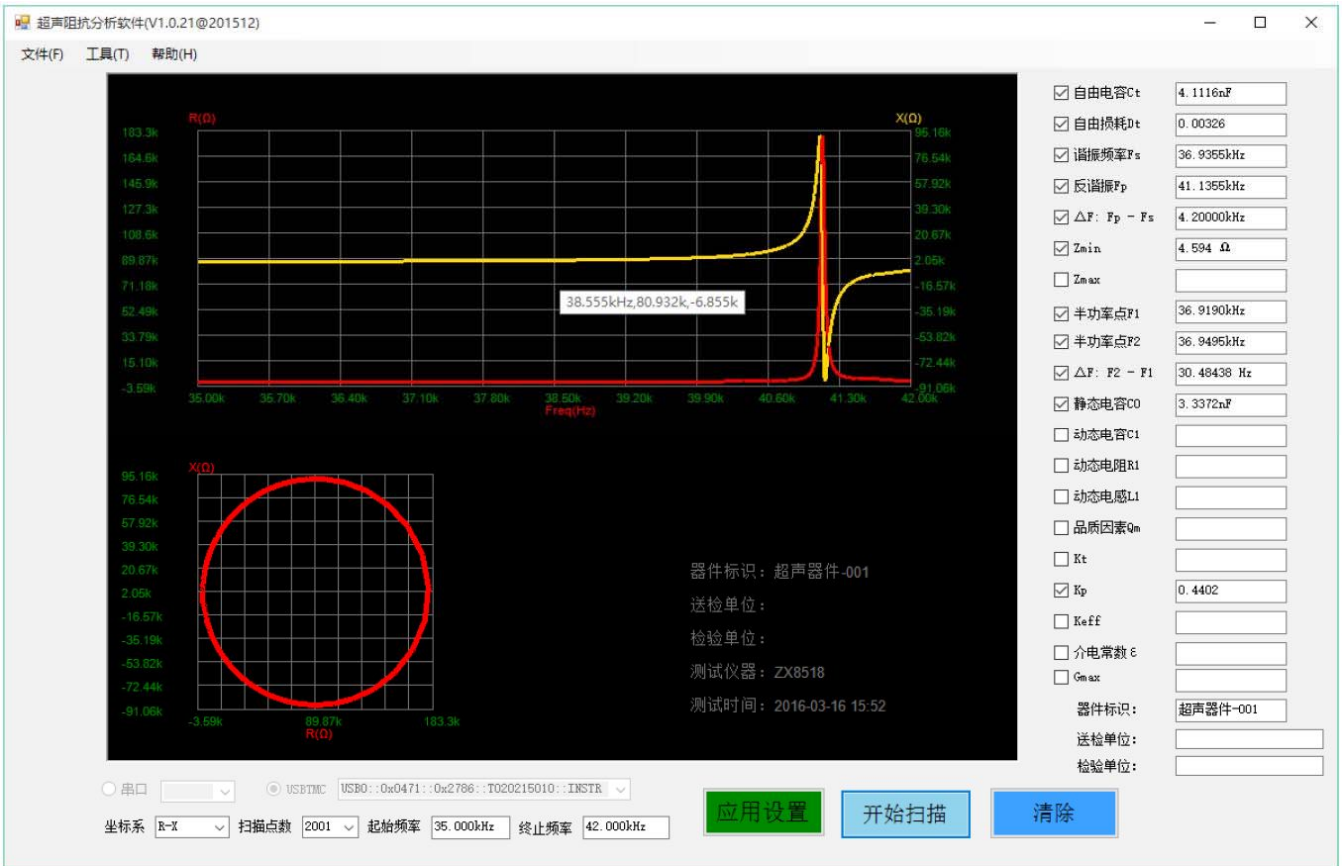 超声阻抗分析软件(V1.0.21@201512)
文件(F) 工具(T) 帮助(H)
R(Ω) X(Ω)
183.3k 95.16k
164.6k 76.54k
145.9k 57.92k
127.3k 39.30k
108.6k 20.67k
89.87k 2.05k
71.18k -16.57k
38.555kHz,80.932k,-6.855k
52.49k -35.19k
33.79k -53.82k
15.10k -72.44k
-3.59k -91.06k
35.00k 35.70k 36.40k 37.10k 37.80k 38.50k 39.20k 39.90k 40.60k 41.30k 42.00k
Freq(Hz)
X(Ω)
95.16k
76.54k
57.92k
39.30k
20.67k
2.05k
-16.57k
-35.19k
-53.82k
-72.44k
-91.06k
-3.59k 89.87k 183.3k
R(Ω)
器件标识：超声器件-001
送检单位：
检验单位：
测试仪器：ZX8518
测试时间：2016-03-16 15:52
自由电容Ct 4.1116nF
自由损耗Dt 0.00326
谐振频率Fs 36.9355kHz
反谐振Fp 41.1355kHz
△F: Fp - Fs 4.20000kHz
Zmin 4.594 Ω
Zmax
半功率点F1 36.9190kHz
半功率点F2 36.9495kHz
△F: F2 - F1 30.48438 Hz
静态电容C0 3.3372nF
动态电容C1
动态电阻R1
动态电感L1
品质因素Qm
Kt
Kp 0.4402
Keff
介电常数ε
Gmax
器件标识： 超声器件-001
送检单位：
检验单位：
串口 USBTMC USB0::0x0471::0x2786::T020215010::INSTR
坐标系 R-X 扫描点数 2001 起始频率 35.000kHz 终止频率 42.000kHz
应用设置 开始扫描 清除